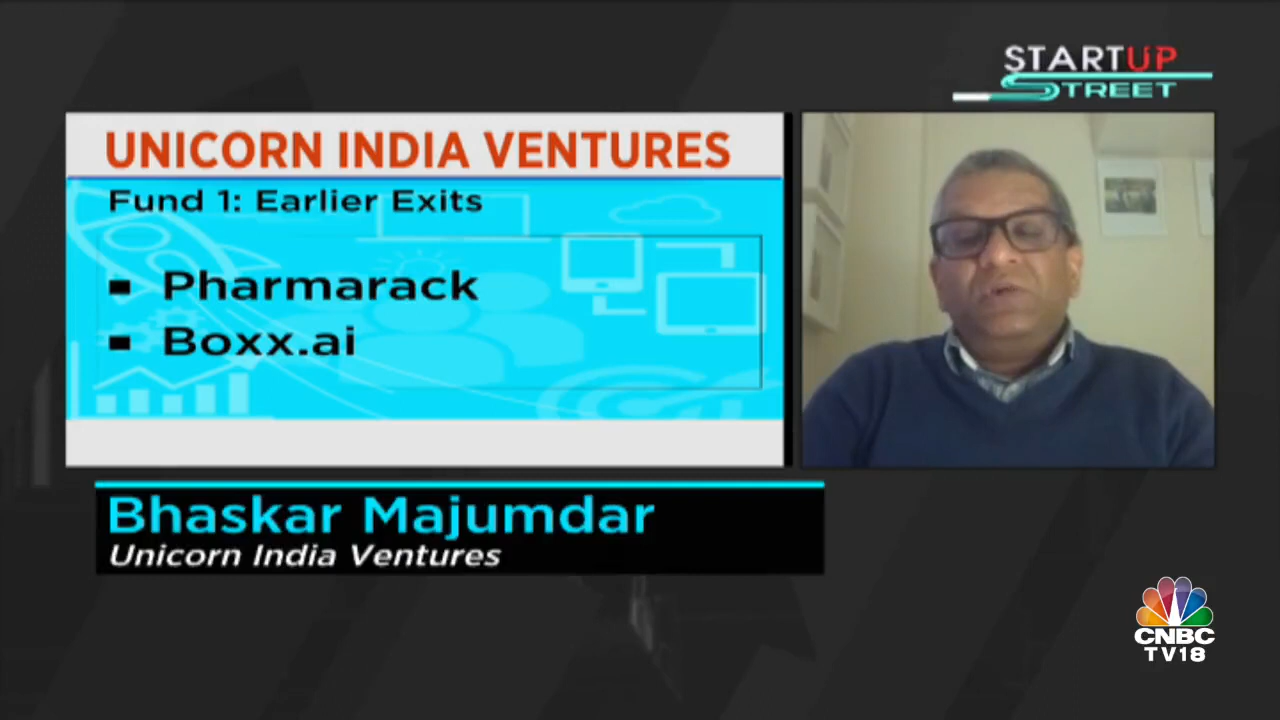 STARTUP
STREET
UNICORN INDIA VENTURES
Fund 1: Earlier Exits
▪ Pharmarack
▪ Boxx.ai
Bhaskar Majumdar
Unicorn India Ventures
CNBC
TV18